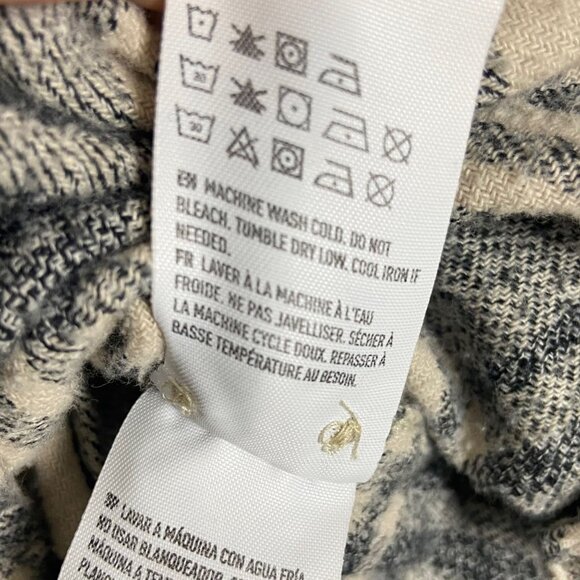 EN MACHINE WASH COLD. DO NOT
BLEACH. TUMBLE DRY LOW. COOL IRON IF
NEEDED.
FR LAVER À LA MACHINE À L'EAU
FROIDE. NE PAS JAVELLISER. SÉCHER À
LA MACHINE CYCLE DOUX. REPASSER À
BASSE TEMPÉRATURE AU BESOIN.
LAVAR A MÁQUINA CON AGUA FRÍA
NO USAR BLANQUEADOR.
MÁQUINA A